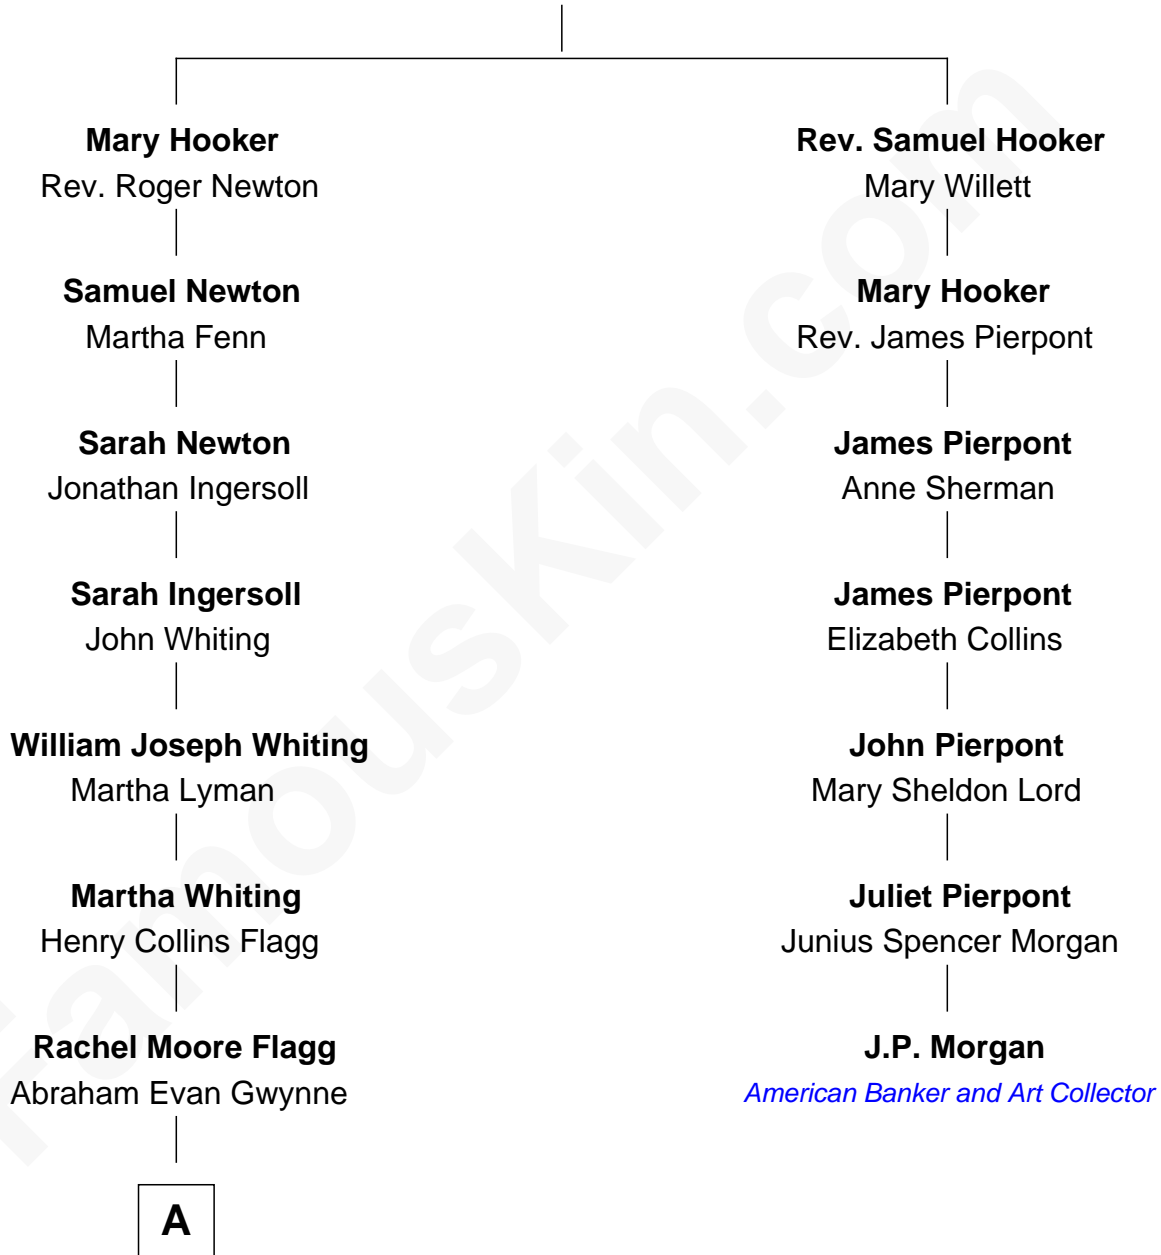 Mary Hooker
Rev. Roger Newton
Samuel Newton
Martha Fenn
Sarah Newton
Jonathan Ingersoll
Sarah Ingersoll
John Whiting
William Joseph Whiting
Martha Lyman
Martha Whiting
Henry Collins Flagg
Rachel Moore Flagg
Abraham Evan Gwynne
A
Rev. Samuel Hooker
Mary Willett
Mary Hooker
Rev. James Pierpont
James Pierpont
Anne Sherman
James Pierpont
Elizabeth Collins
John Pierpont
Mary Sheldon Lord
Juliet Pierpont
Junius Spencer Morgan
J.P. Morgan
American Banker and Art Collector
FamousKin.com